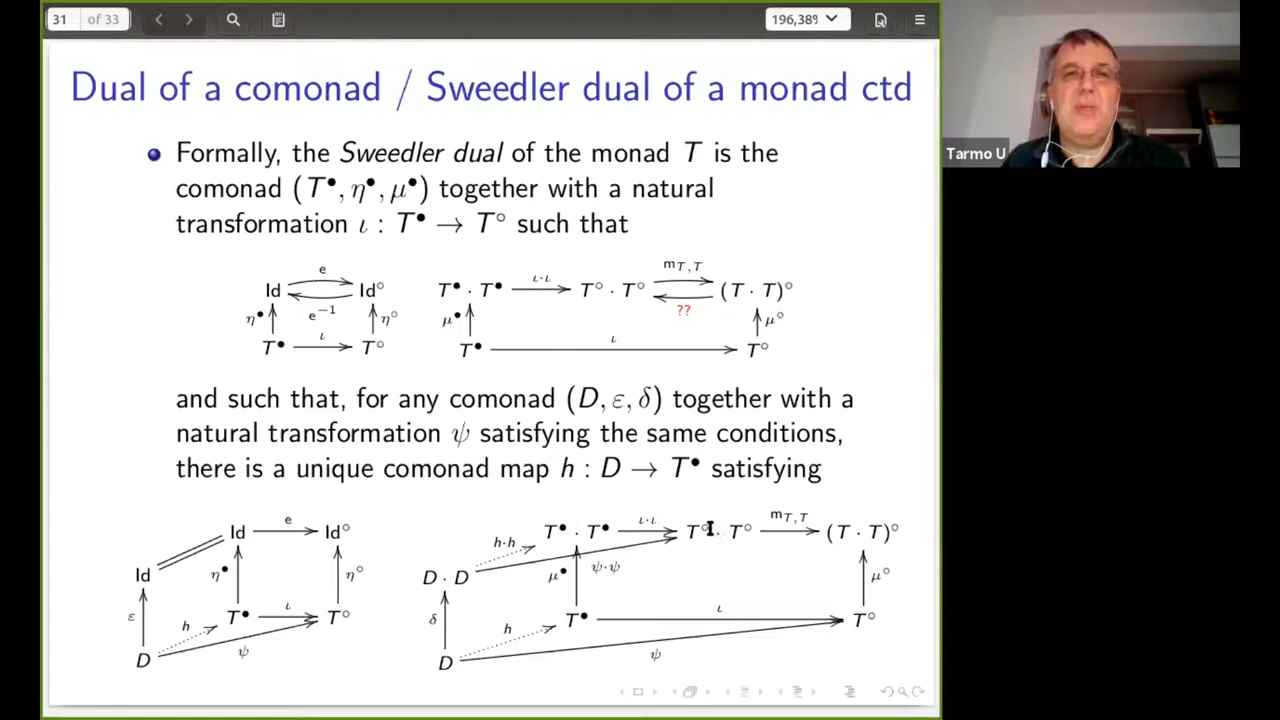 31 of 33
196,38%
Dual of a comonad / Sweedler dual of a monad ctd
Formally, the Sweedler dual of the monad T is the
comonad (T•, η•, μ•) together with a natural
transformation ι : T• → T° such that
e
Id Id°
e⁻¹
η• η°
ι
T• T°
ι·ι m_{T,T}
T• · T• T° · T° (T · T)°
??
μ• μ°
ι
T• T°
and such that, for any comonad (D, ε, δ) together with a
natural transformation ψ satisfying the same conditions,
there is a unique comonad map h : D → T• satisfying
e
Id Id°
Id
η• η°
ε
ι
T• T°
h
ψ
D
ι·ι m_{T,T}
T• · T• T° · T° (T · T)°
h·h
ψ·ψ
D · D
μ• μ°
δ
ι
T• T°
h
ψ
D
Tarmo U